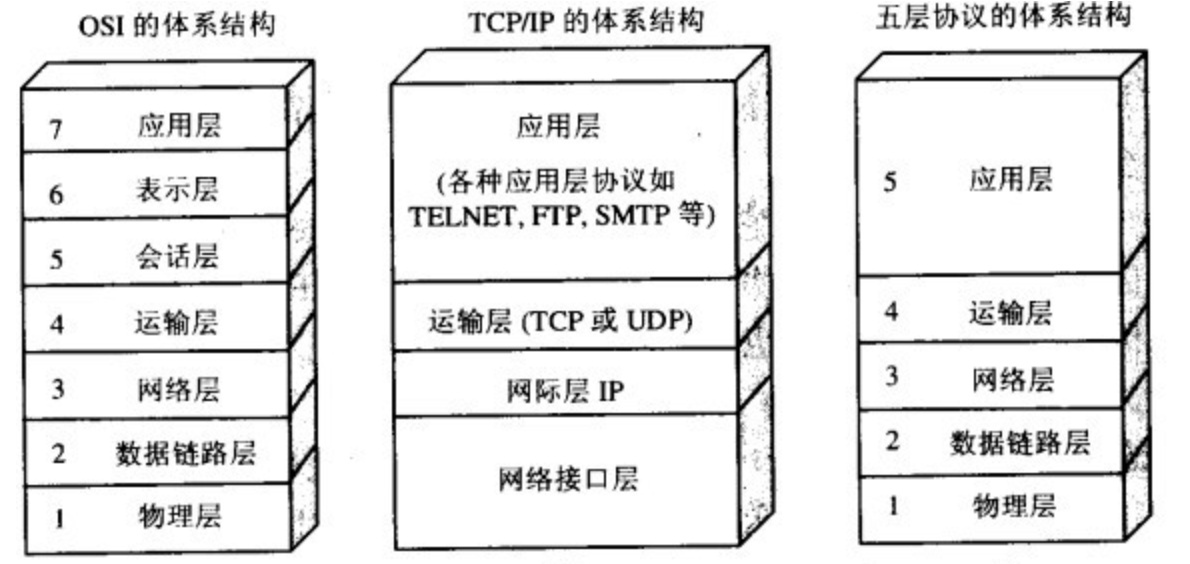 OSI 的体系结构
7 应用层
6 表示层
5 会话层
4 运输层
3 网络层
2 数据链路层
1 物理层
TCP/IP 的体系结构
应用层
(各种应用层协议如
TELNET, FTP, SMTP 等)
运输层 (TCP 或 UDP)
网际层 IP
网络接口层
五层协议的体系结构
5 应用层
4 运输层
3 网络层
2 数据链路层
1 物理层